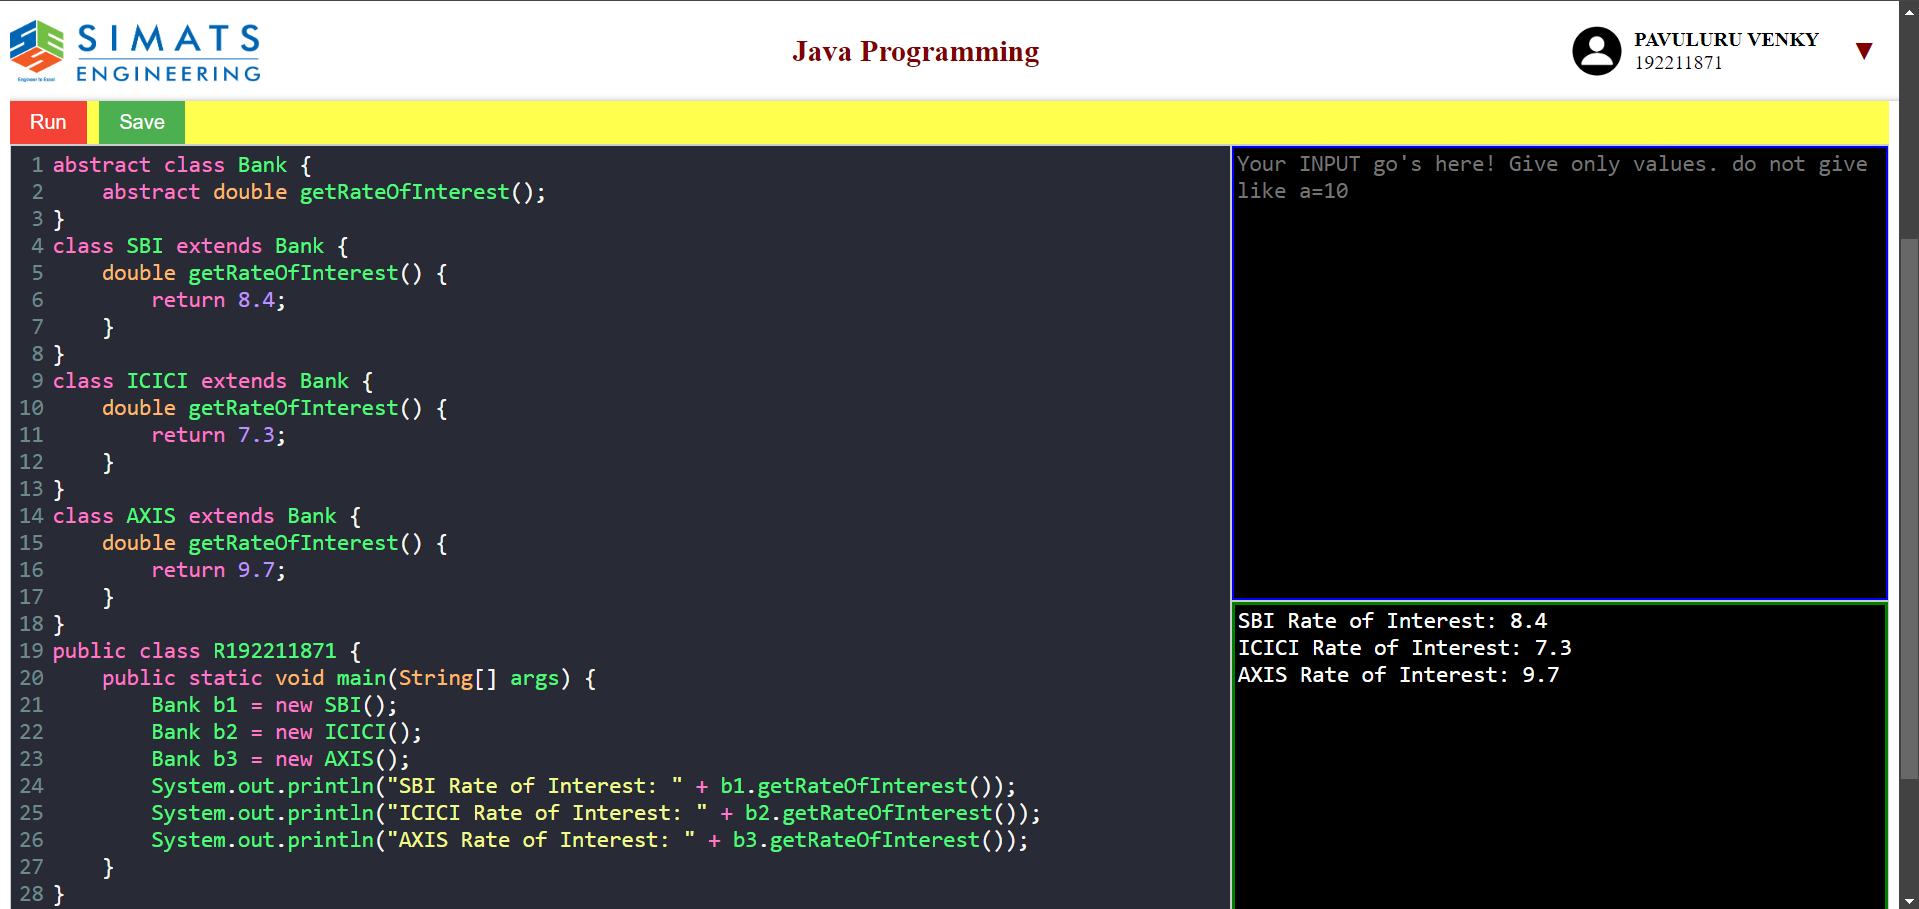 SIMATS
ENGINEERING
Engineer to Excel
Java Programming
PAVULURU VENKY
192211871
▼
Run
Save
1 abstract class Bank {
2     abstract double getRateOfInterest();
3 }
4 class SBI extends Bank {
5     double getRateOfInterest() {
6         return 8.4;
7     }
8 }
9 class ICICI extends Bank {
10     double getRateOfInterest() {
11         return 7.3;
12     }
13 }
14 class AXIS extends Bank {
15     double getRateOfInterest() {
16         return 9.7;
17     }
18 }
19 public class R192211871 {
20     public static void main(String[] args) {
21         Bank b1 = new SBI();
22         Bank b2 = new ICICI();
23         Bank b3 = new AXIS();
24         System.out.println("SBI Rate of Interest: " + b1.getRateOfInterest());
25         System.out.println("ICICI Rate of Interest: " + b2.getRateOfInterest());
26         System.out.println("AXIS Rate of Interest: " + b3.getRateOfInterest());
27     }
28 }
Your INPUT go's here! Give only values. do not give
like a=10
SBI Rate of Interest: 8.4
ICICI Rate of Interest: 7.3
AXIS Rate of Interest: 9.7